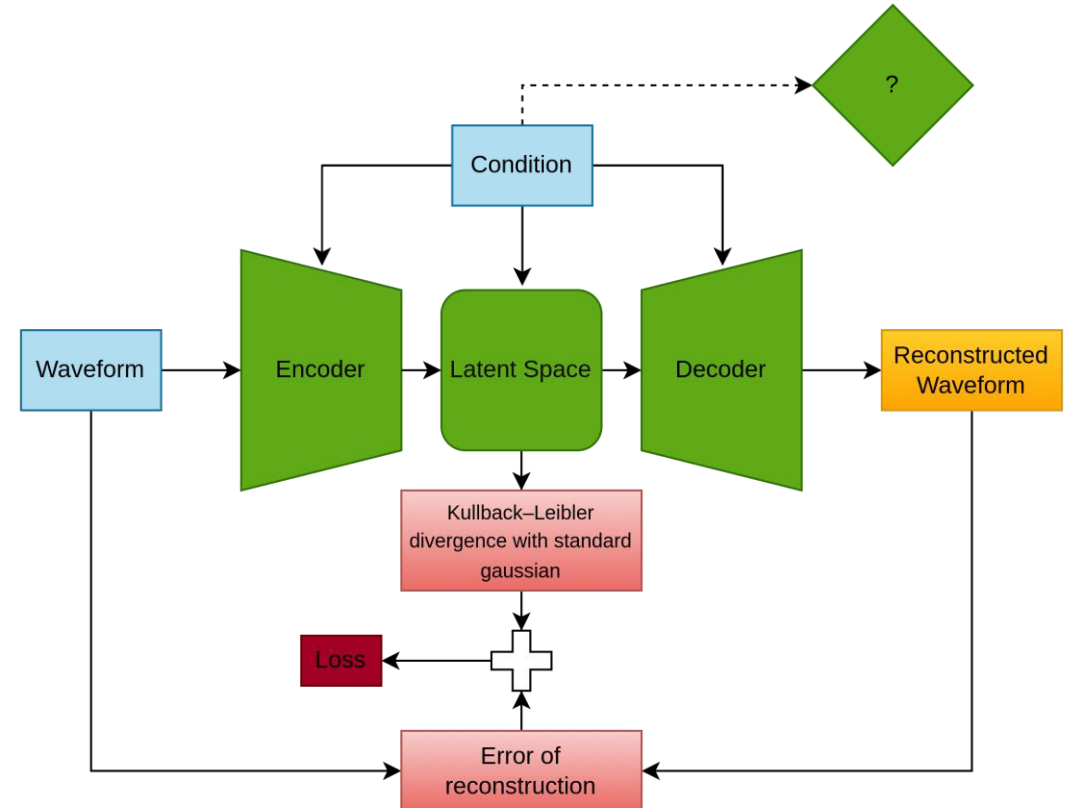 ?
Condition
Waveform
Encoder
Latent Space
Decoder
Reconstructed
Waveform
Kullback–Leibler
divergence with standard
gaussian
Loss
Error of
reconstruction